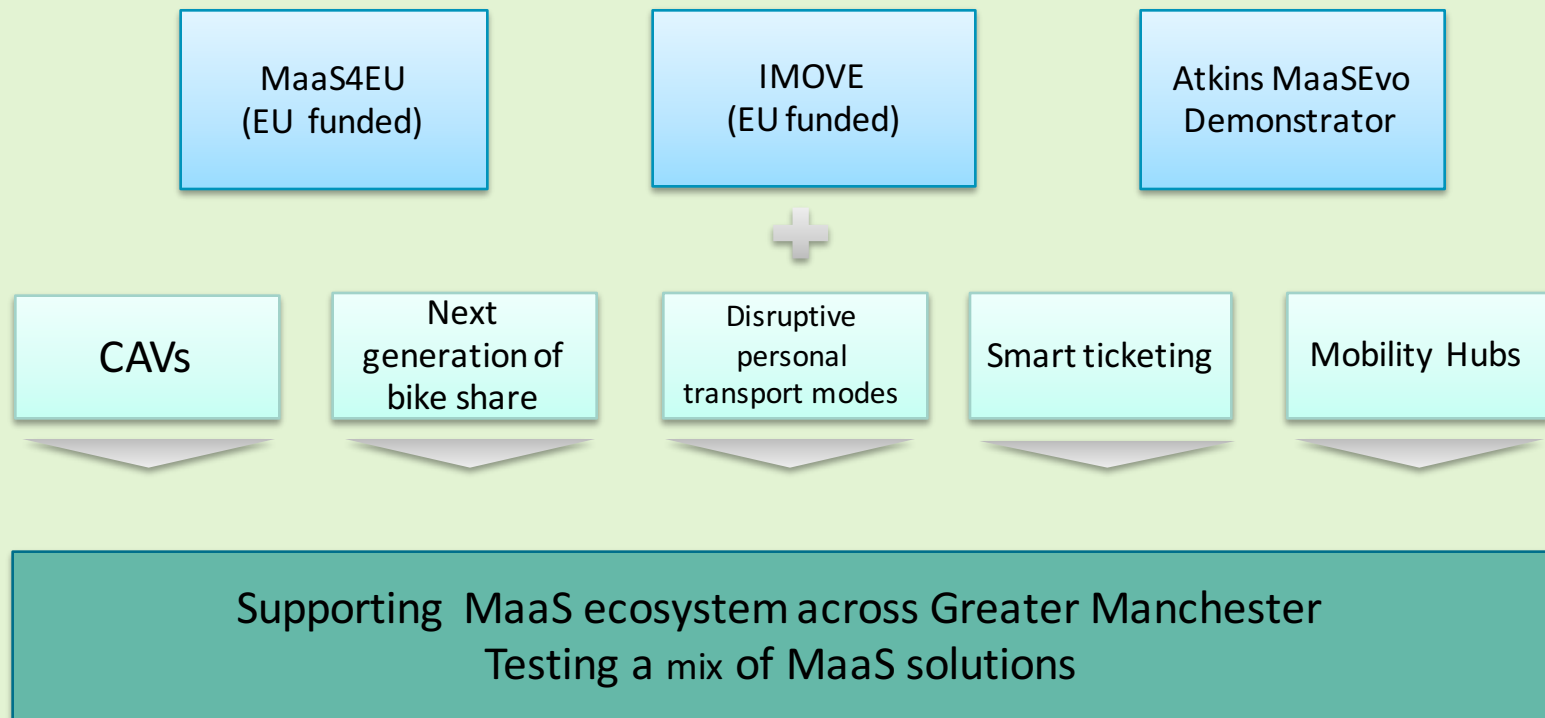 MaaS4EU
(EU funded)
IMOVE
(EU funded)
Atkins MaaSEvo
Demonstrator
CAVs
Next
generation of
bike share
Disruptive
personal
transport modes
Smart ticketing
Mobility Hubs
Supporting MaaS ecosystem across Greater Manchester
Testing a mix of MaaS solutions